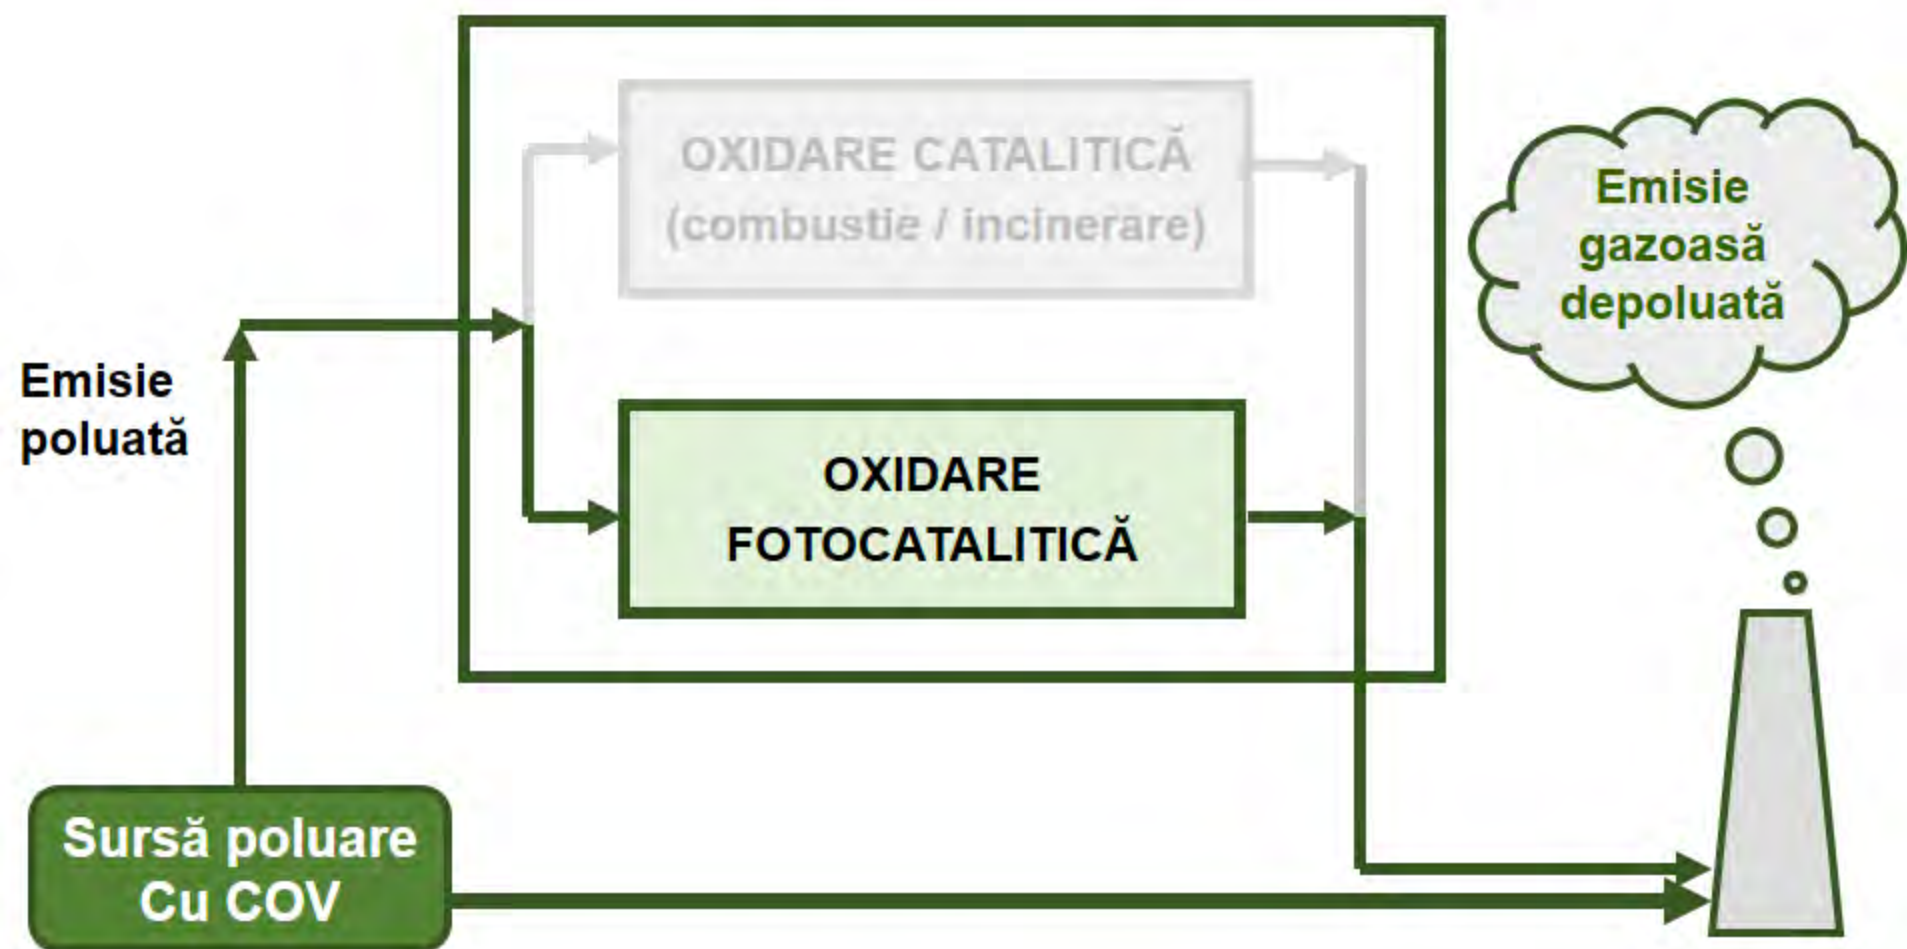 OXIDARE CATALITICĂ
(combustie / incinerare)
Emisie
gazoasă
depoluată
Emisie
poluată
OXIDARE
FOTOCATALITICĂ
Sursă poluare
Cu COV